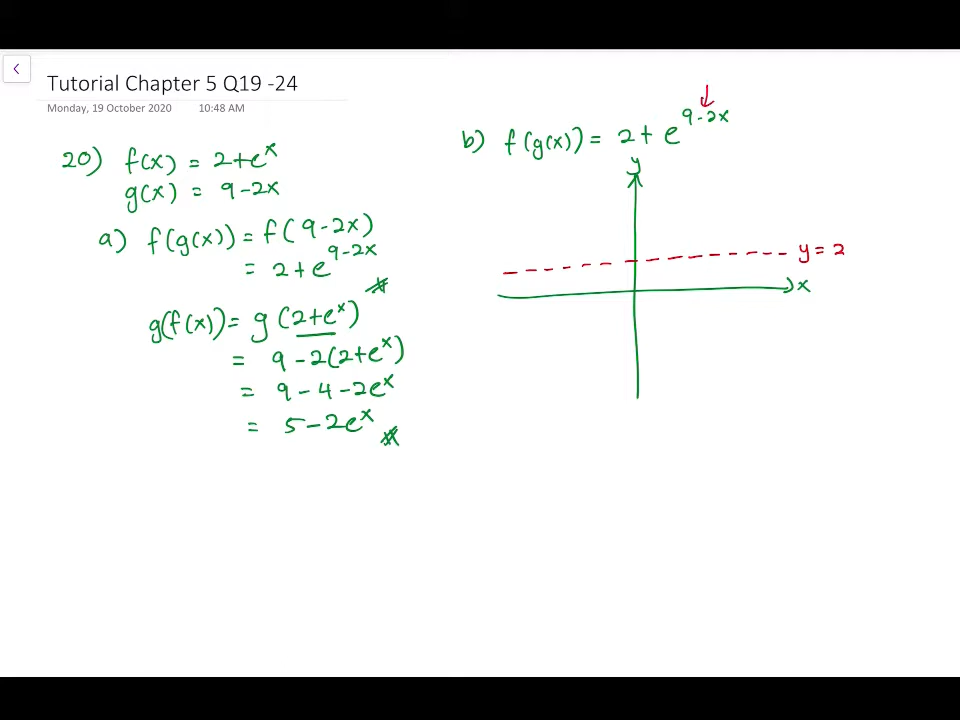 Tutorial Chapter 5 Q19 -24
Monday, 19 October 2020 10:48 AM
20) f(x) = 2+e^x
g(x) = 9-2x
a) f(g(x)) = f(9-2x)
= 2+e^9-2x
g(f(x)) = g(2+e^x)
= 9-2(2+e^x)
= 9-4-2e^x
= 5-2e^x
b) f(g(x)) = 2+e^9-2x
y
y=2
x